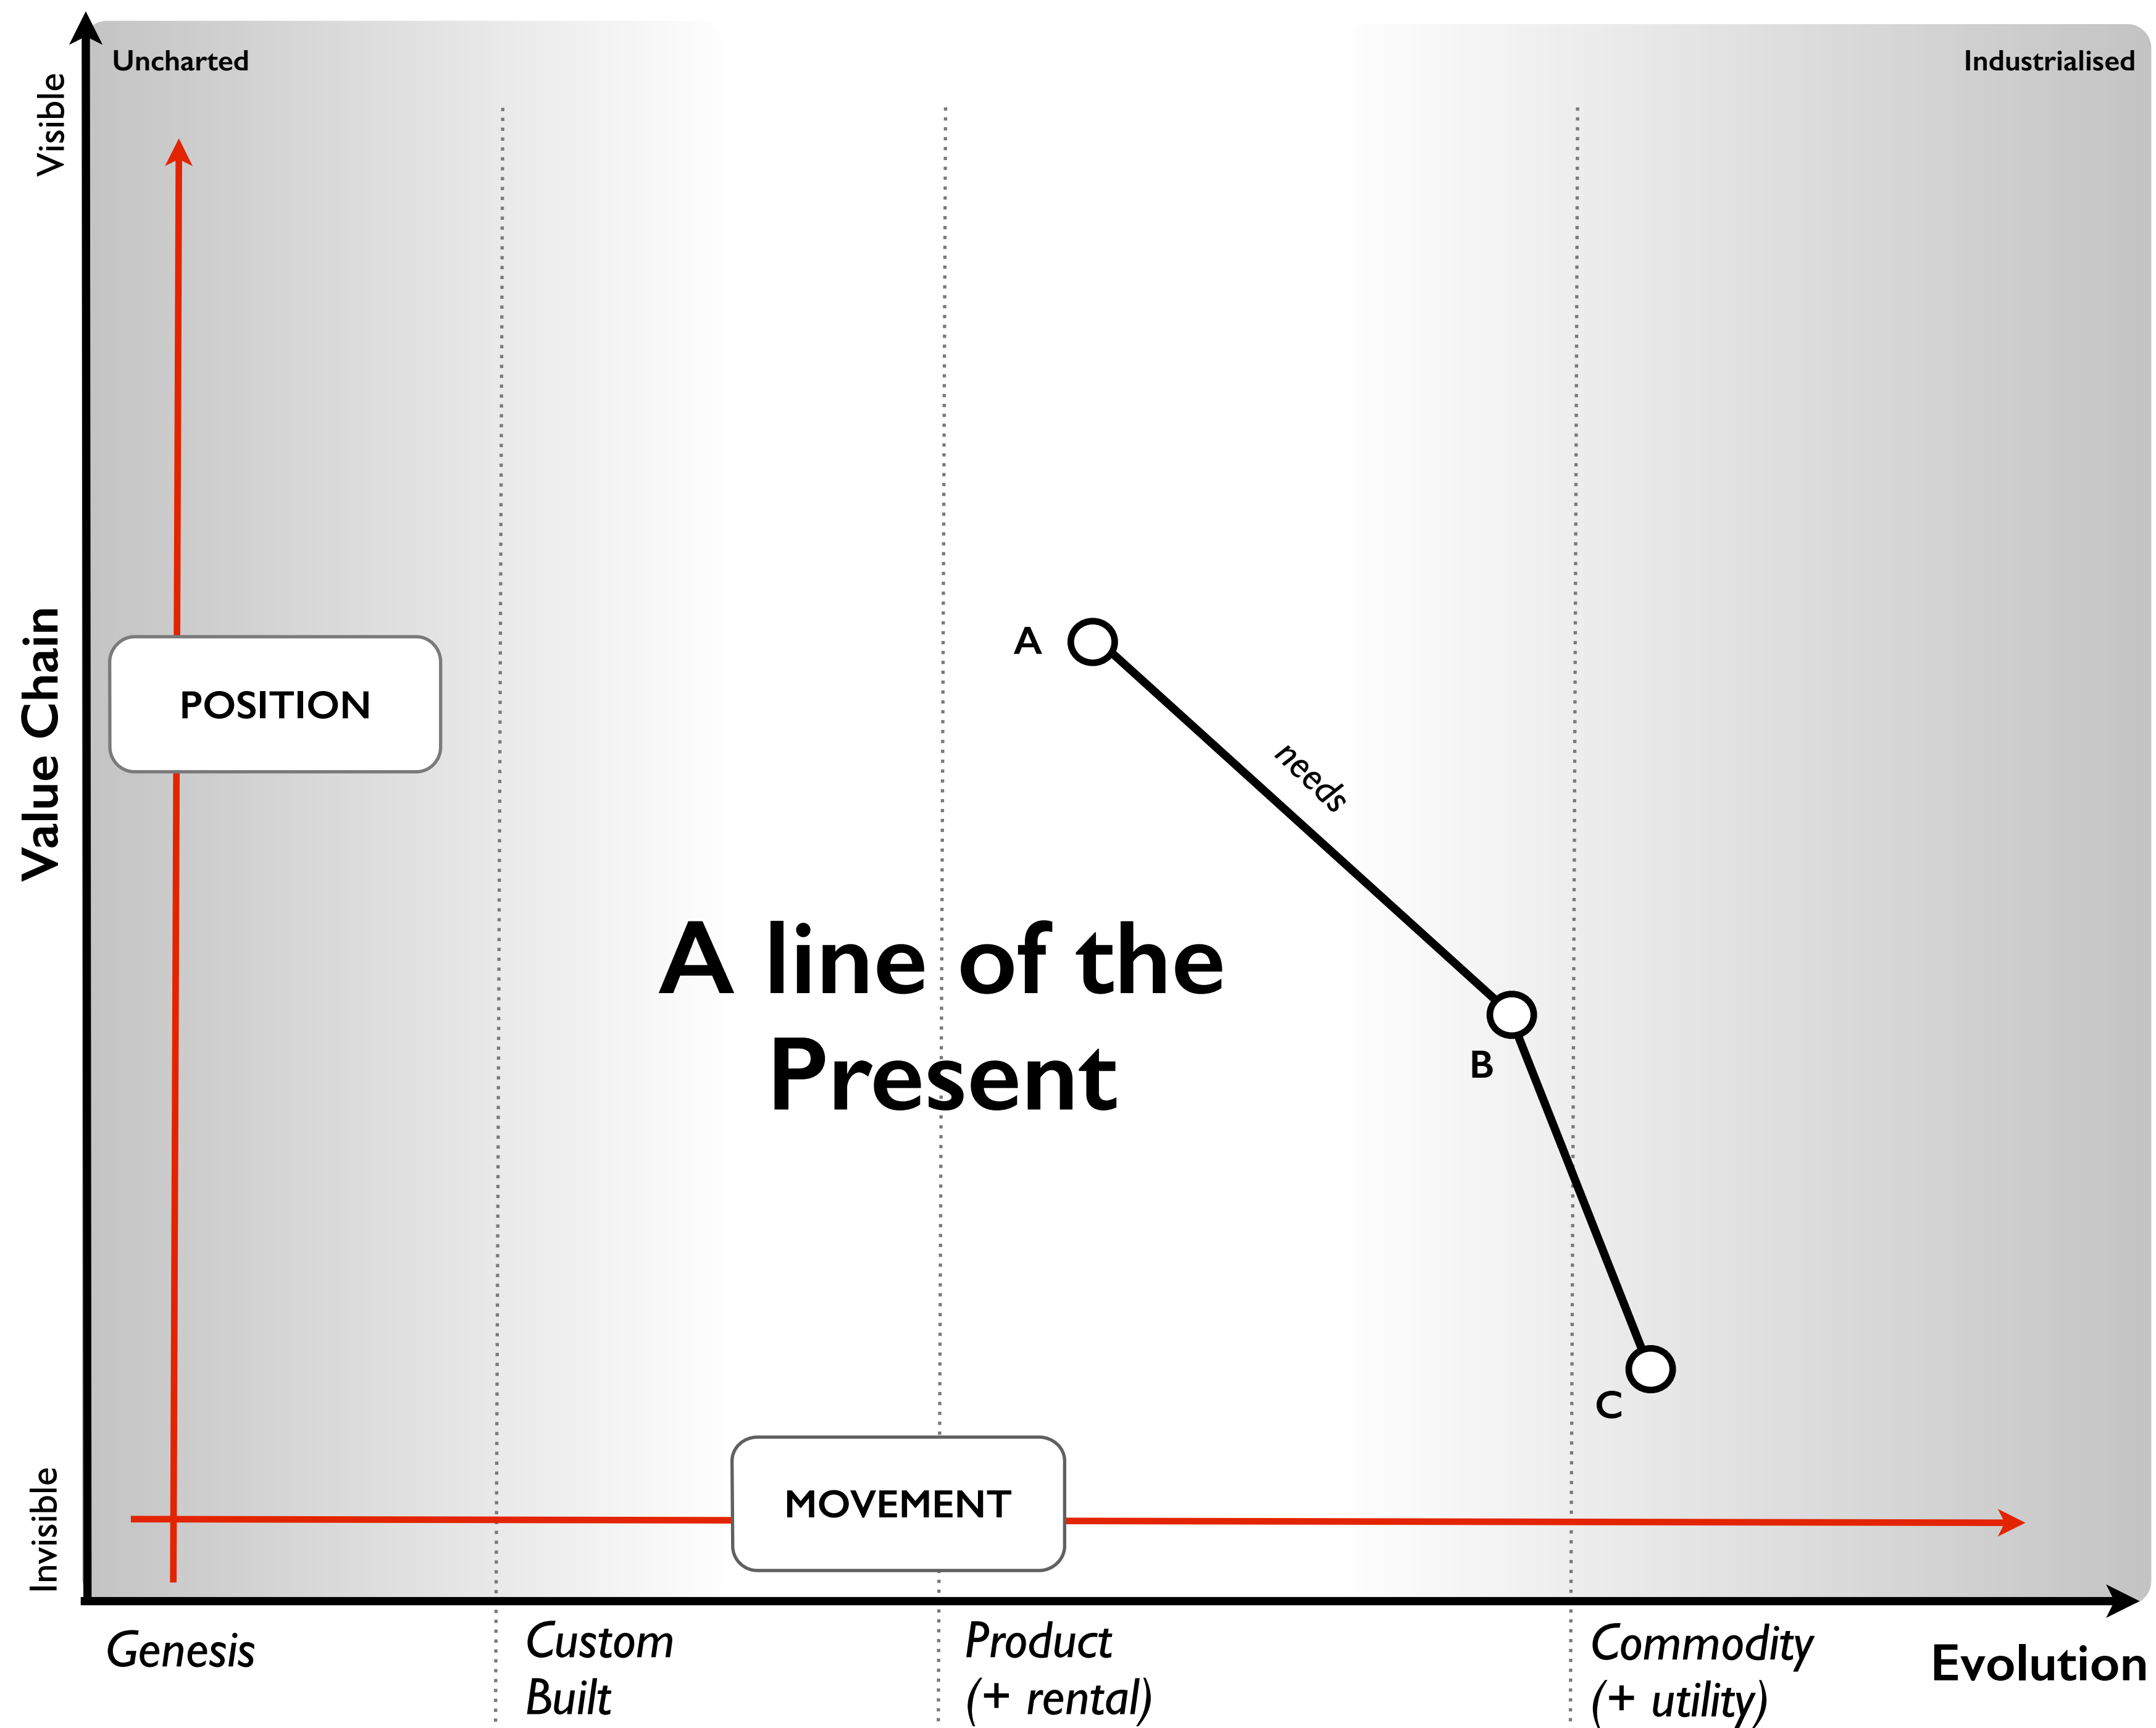 Uncharted
Industrialised
Visible
Value Chain
Invisible
POSITION
A
needs
A line of the
Present
B
C
MOVEMENT
Genesis
Custom
Built
Product
(+ rental)
Commodity
(+ utility)
Evolution